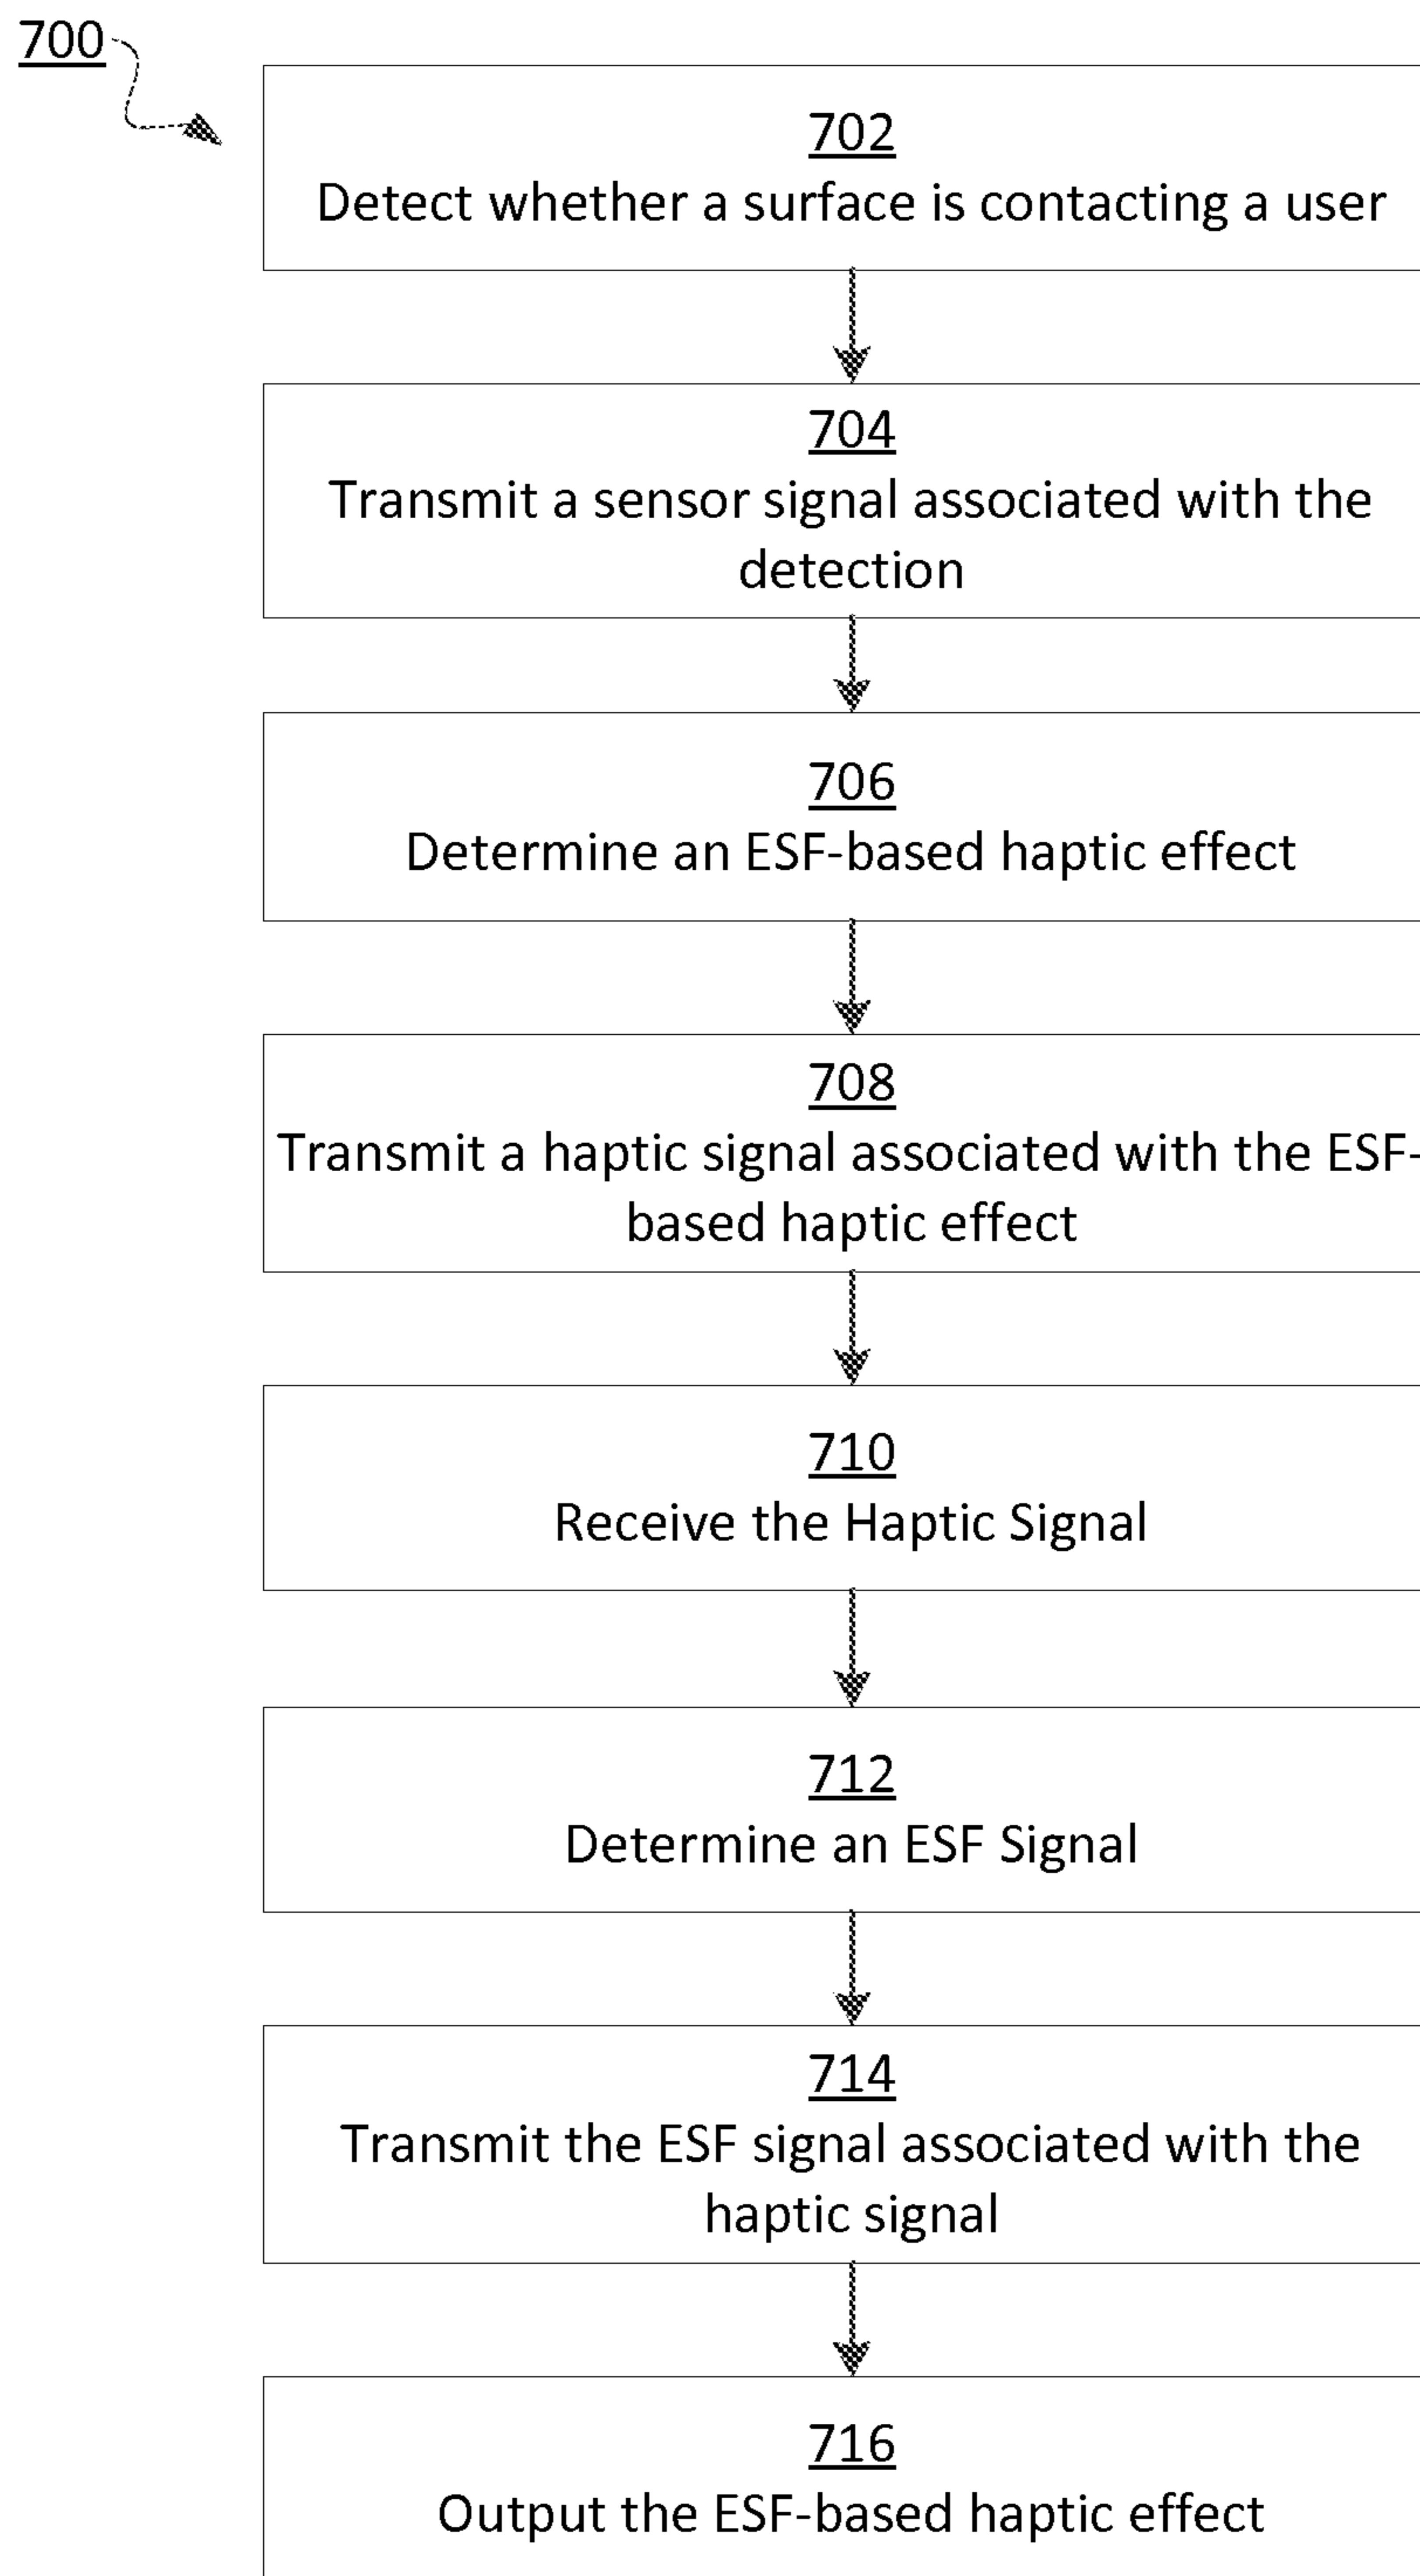 700
702
Detect whether a surface is contacting a user
704
Transmit a sensor signal associated with the
detection
706
Determine an ESF-based haptic effect
708
Transmit a haptic signal associated with the ESF-
based haptic effect
710
Receive the Haptic Signal
712
Determine an ESF Signal
714
Transmit the ESF signal associated with the
haptic signal
716
Output the ESF-based haptic effect